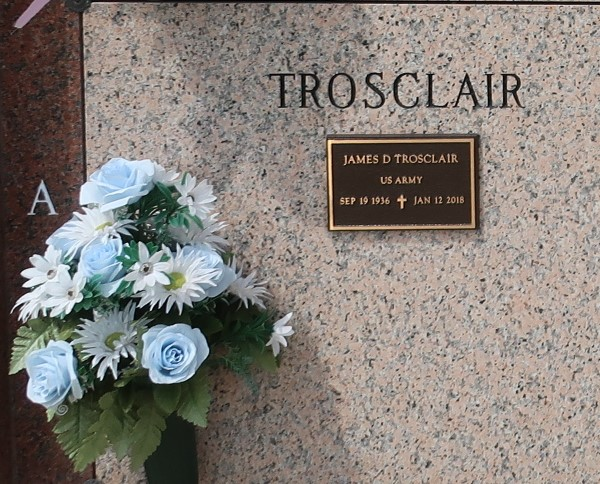 TROSCLAIR
JAMES D TROSCLAIR
US ARMY
SEP 19 1936 ✝ JAN 12 2018
A